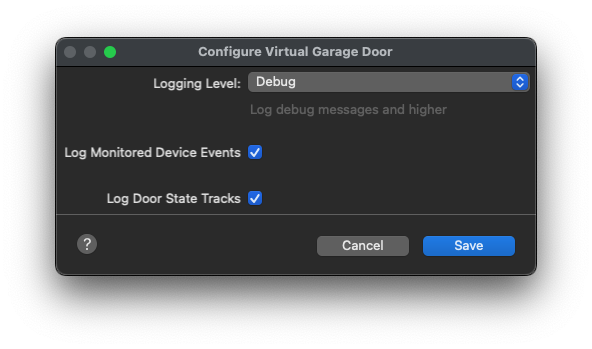 Configure Virtual Garage Door
Logging Level: Debug
Log debug messages and higher
Log Monitored Device Events
Log Door State Tracks
? Cancel Save